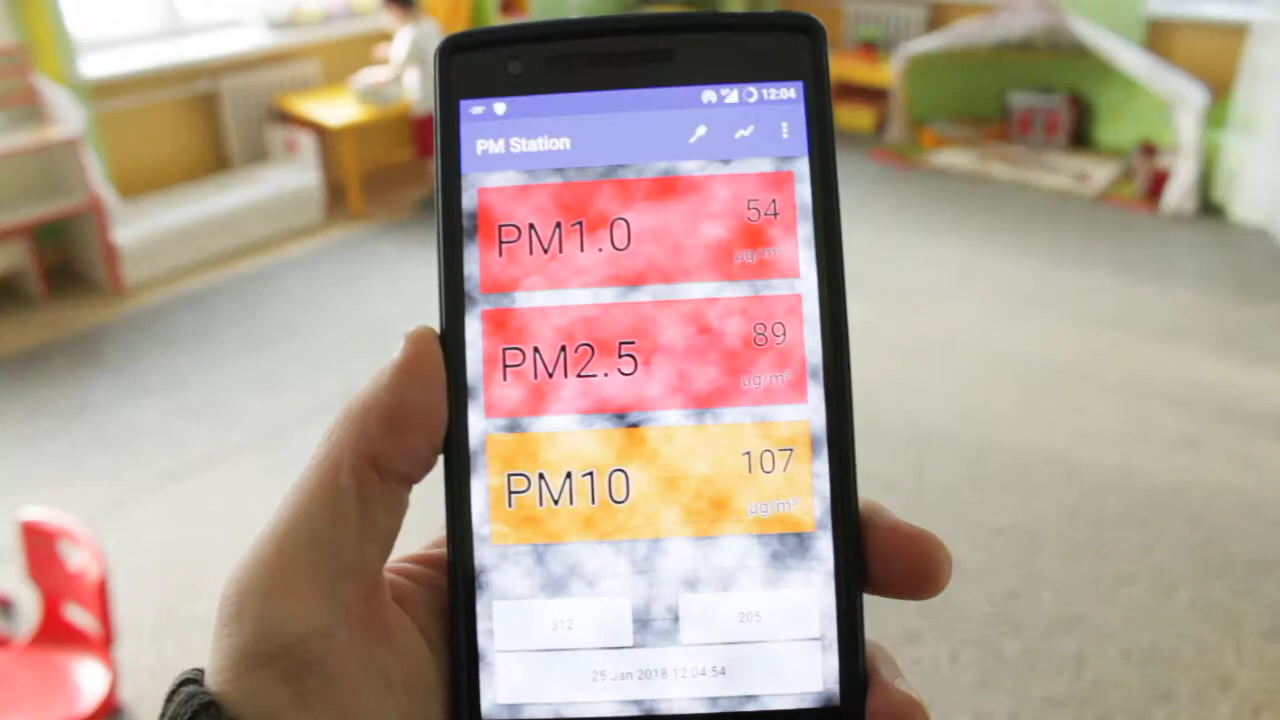 -25° 12:04
PM Station
PM1.0 54
µg/m³
PM2.5 89
µg/m³
PM10 107
µg/m³
312 205
25 Jan 2018 12:04:54